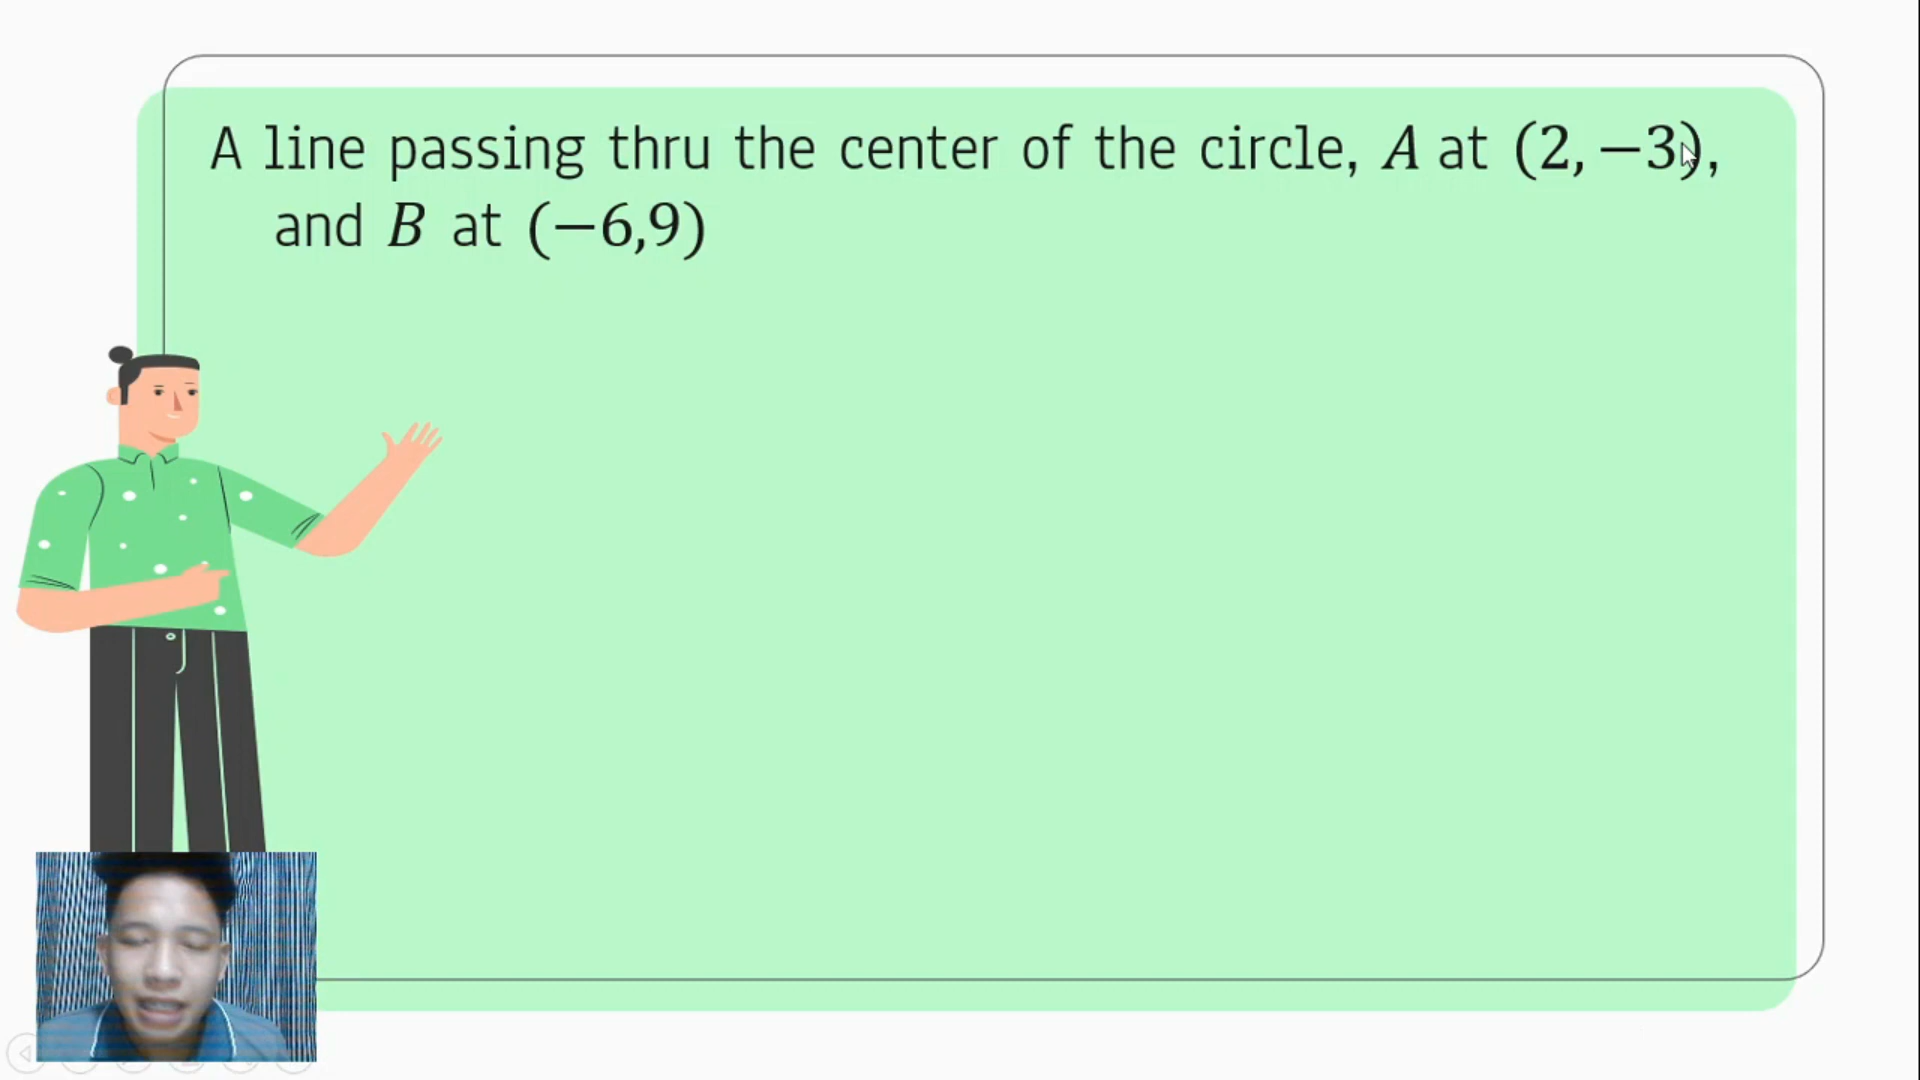 A line passing thru the center of the circle, A at (2, −3),
and B at (−6,9)